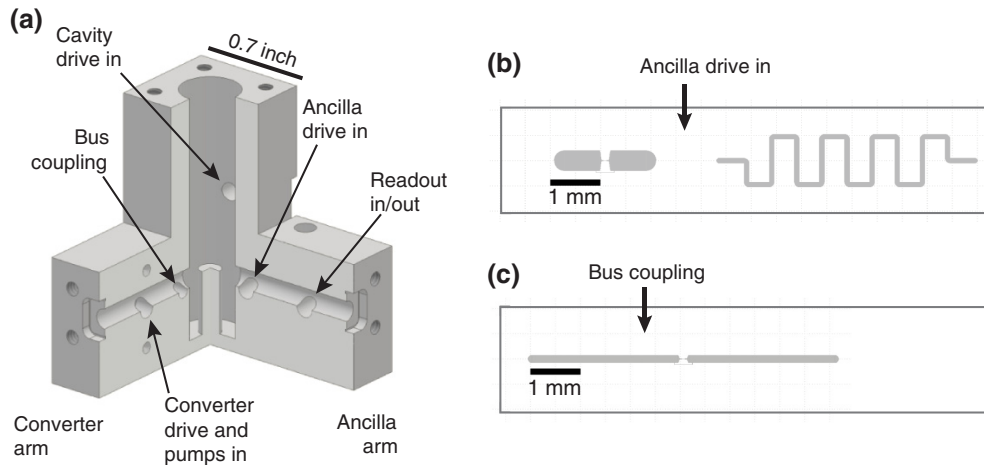 (a)
Cavity
drive in
0.7 inch
Ancilla
drive in
Bus
coupling
Readout
in/out
Converter
arm
Converter
drive and
pumps in
Ancilla
arm
(b)
Ancilla drive in
1 mm
(c)
Bus coupling
1 mm